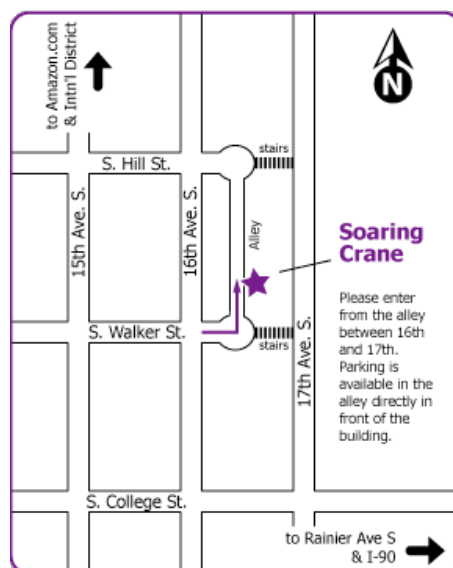 to Amazon.com
& Intn'l District
N
stairs
S. Hill St.
15th Ave. S.
16th Ave. S.
Alley
Soaring
Crane
Please enter
from the alley
between 16th
and 17th.
Parking is
available in the
alley directly in
front of the
building.
S. Walker St.
stairs
17th Ave. S.
S. College St.
to Rainier Ave S
& I-90